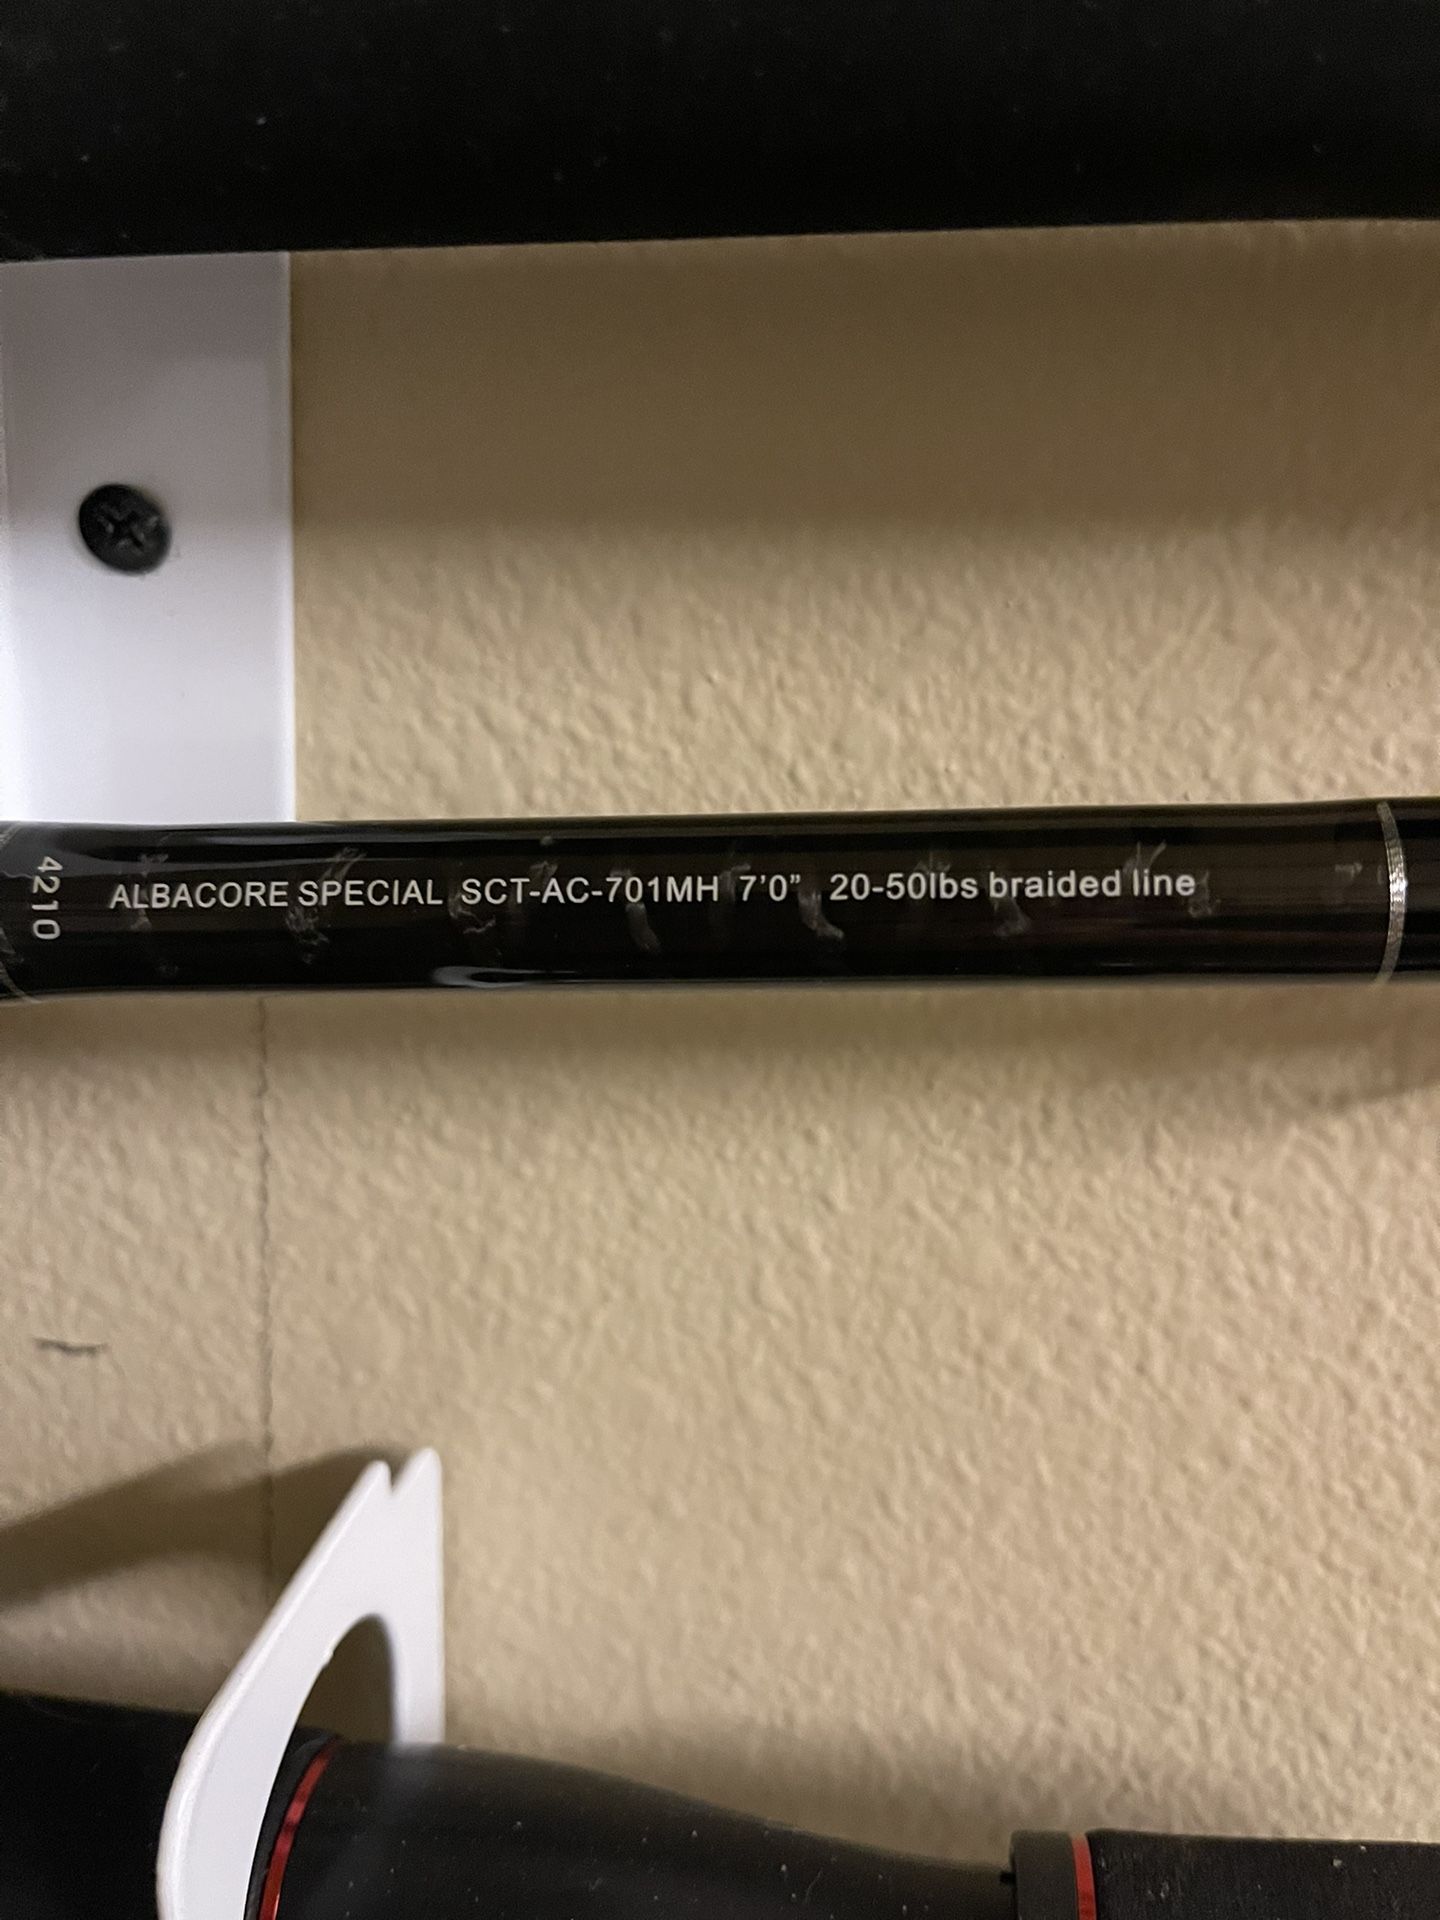 4210
ALBACORE SPECIAL SCT-AC-701MH 7'0” 20-50lbs braided line